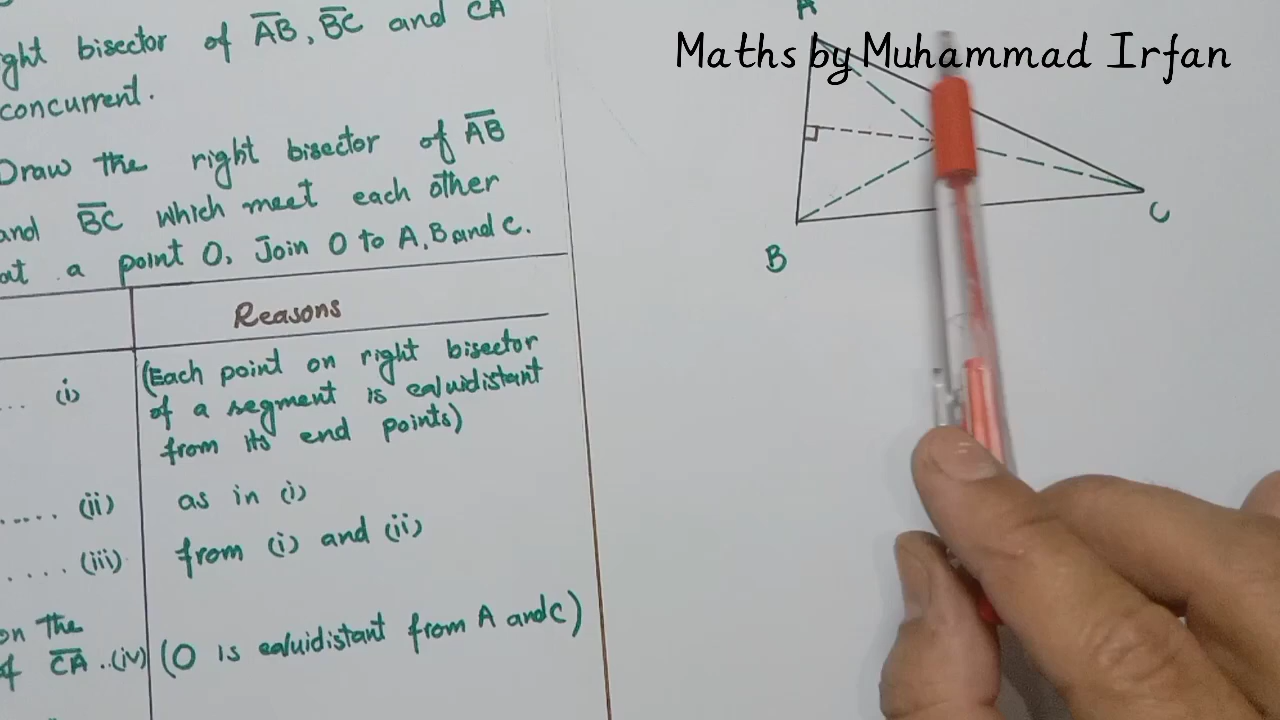 ght bisector of AB, BC and CA
concurrent.
Draw the right bisector of AB
and BC which meet each other
at a point O, Join O to A, B and C.
Reasons
... (i) (Each point on right bisector
of a segment is equidistant
from its end points)
..... (ii) as in (i)
.... (iii) from (i) and (ii)
on the
of CA ..(iv) (O is equidistant from A and C)
A
Maths by Muhammad Irfan
B
C